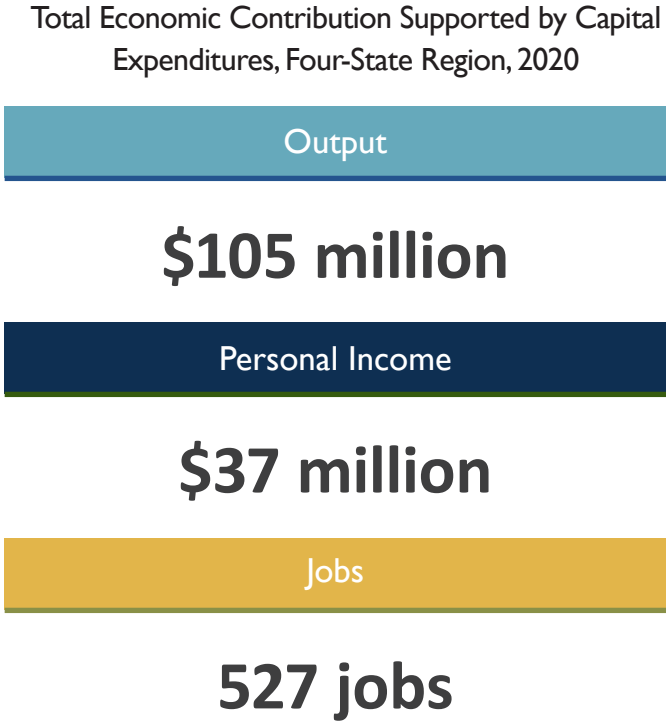 Total Economic Contribution Supported by Capital
Expenditures, Four-State Region, 2020
Output
$105 million
Personal Income
$37 million
Jobs
527 jobs